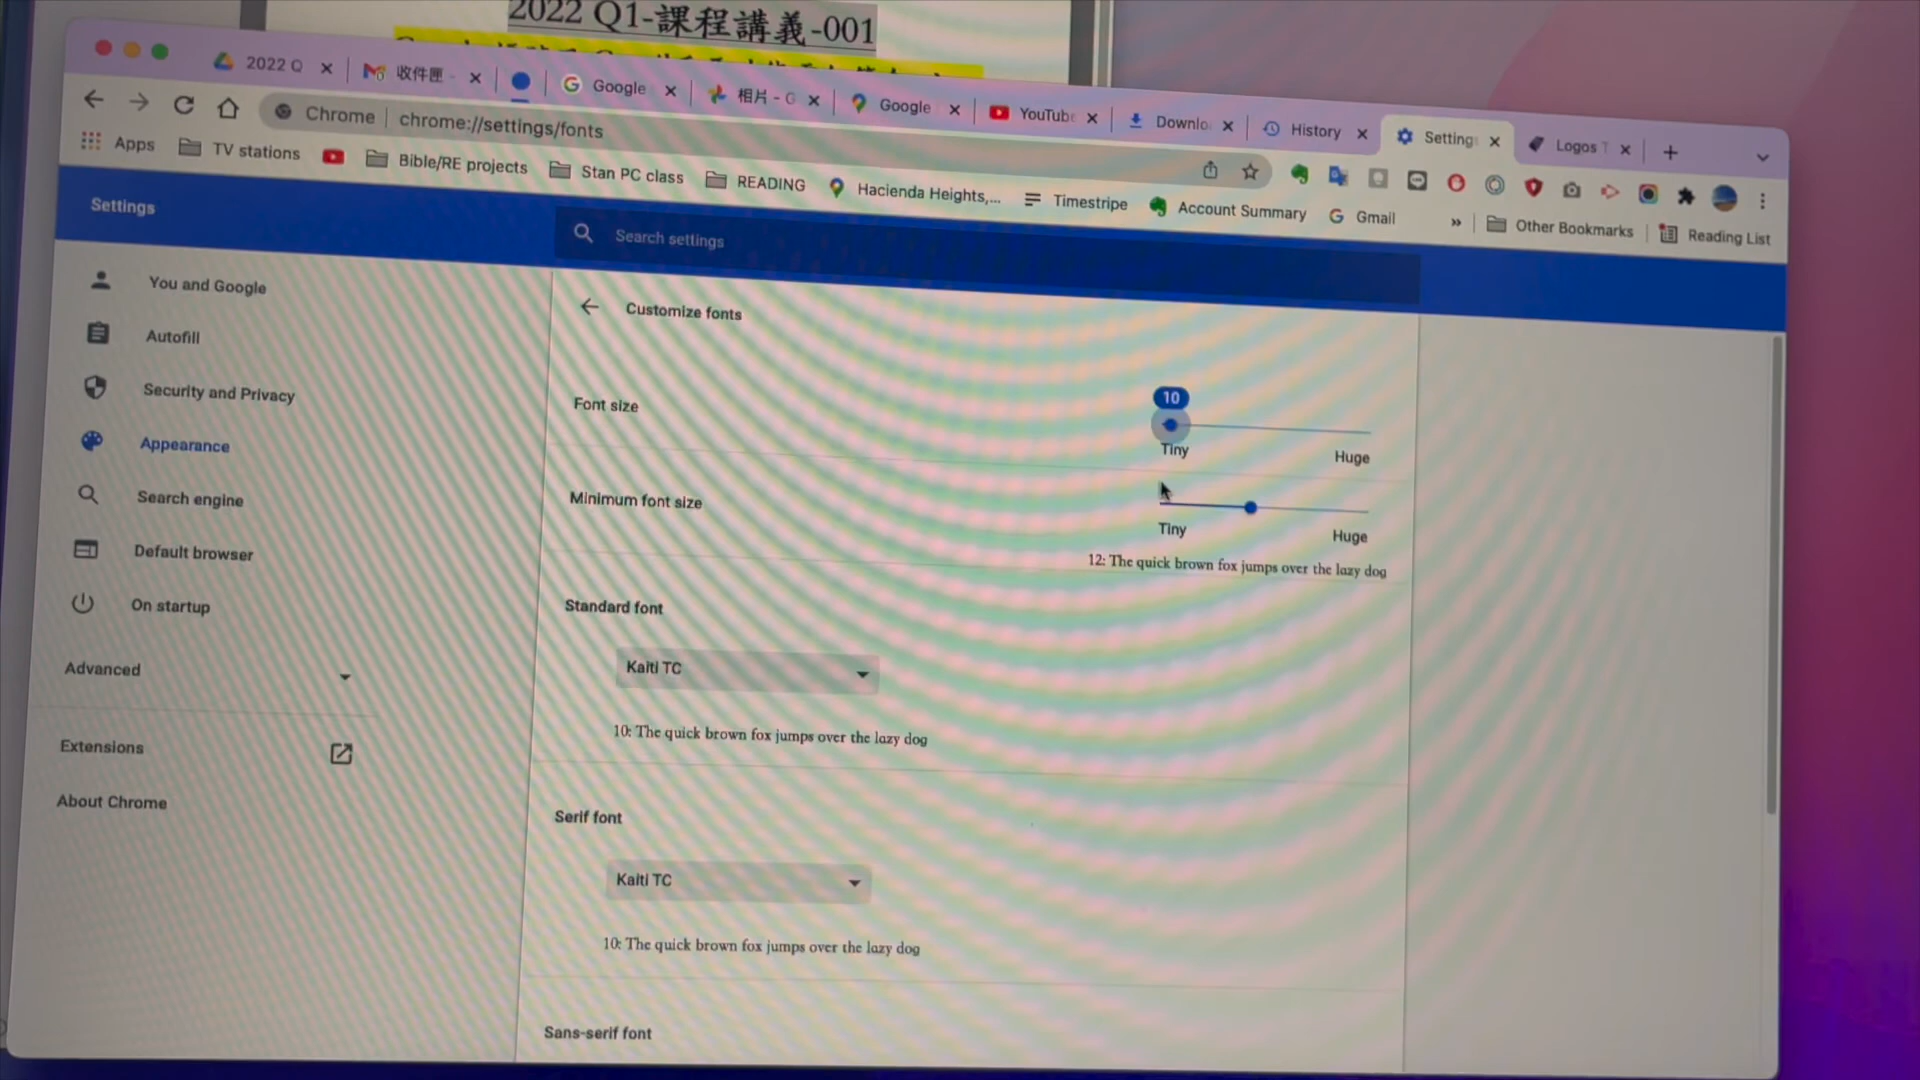 2022 Q1-課程講義-001
2022 Q
收件匣 -
Google
相片 - G
Google
YouTube
Downlo
History
Setting
Logos T
Chrome
chrome://settings/fonts
Apps
TV stations
Bible/RE projects
Stan PC class
READING
Hacienda Heights,...
Timestripe
Account Summary
Gmail
»
Other Bookmarks
Reading List
Settings
Search settings
You and Google
Autofill
Security and Privacy
Appearance
Search engine
Default browser
On startup
Advanced
Extensions
About Chrome
Customize fonts
Font size
10
Tiny
Huge
Minimum font size
Tiny
Huge
12: The quick brown fox jumps over the lazy dog
Standard font
Kaiti TC
10: The quick brown fox jumps over the lazy dog
Serif font
Kaiti TC
10: The quick brown fox jumps over the lazy dog
Sans-serif font